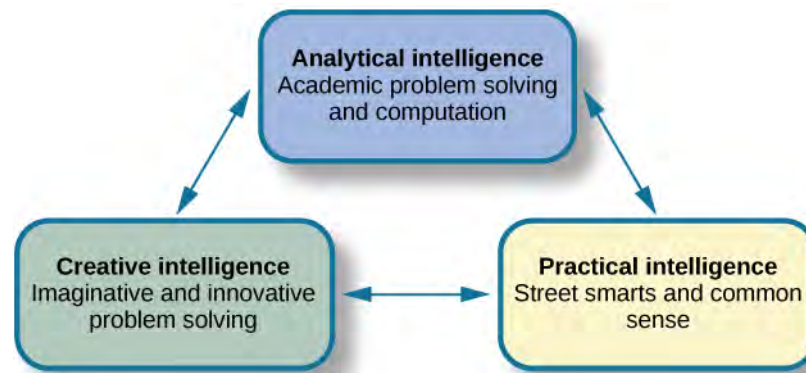 Analytical intelligence
Academic problem solving
and computation
Creative intelligence
Imaginative and innovative
problem solving
Practical intelligence
Street smarts and common
sense